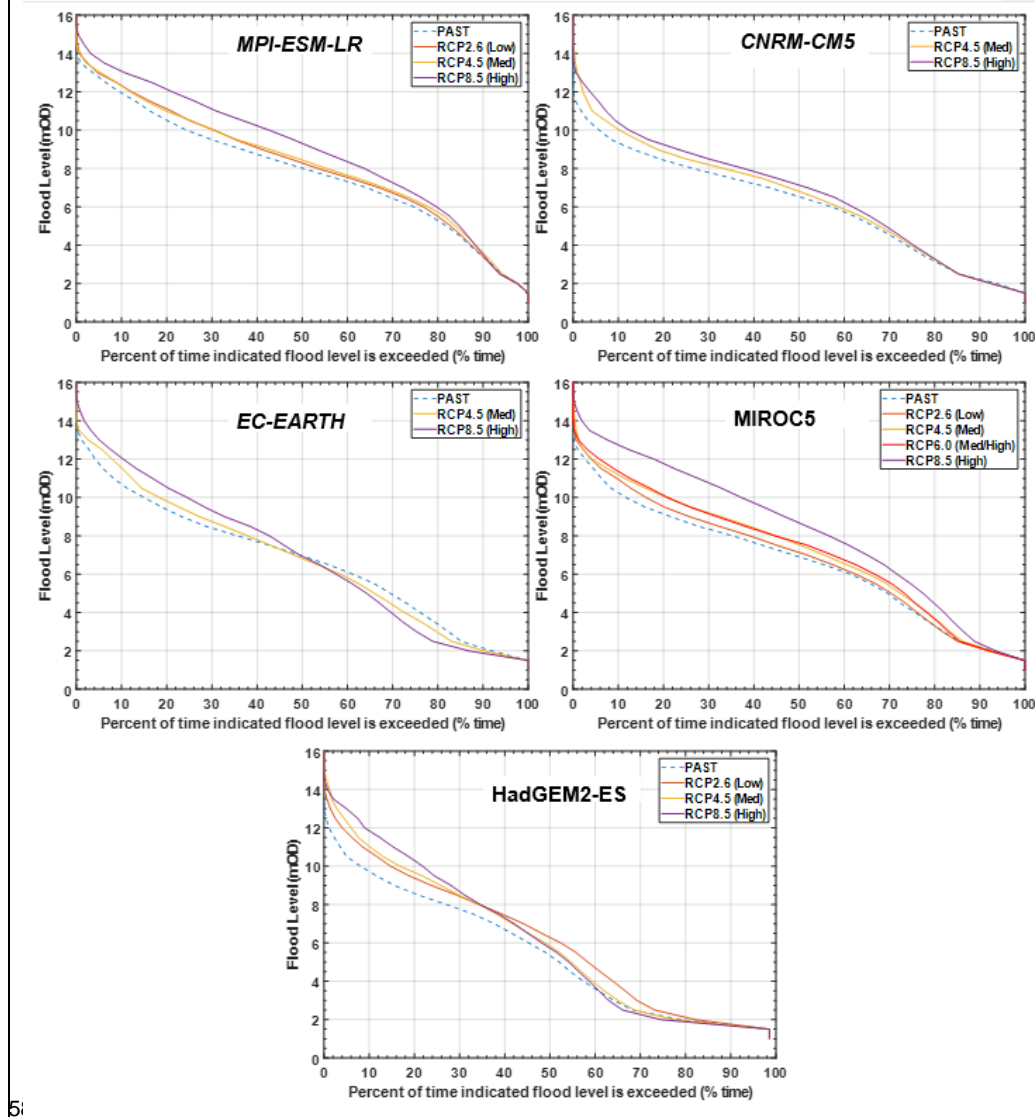 MPI-ESM-LR
PAST
RCP2.6 (Low)
RCP4.5 (Med)
RCP8.5 (High)
16
14
12
10
8
6
4
2
0
Flood Level(mOD)
0 10 20 30 40 50 60 70 80 90 100
Percent of time indicated flood level is exceeded (% time)
CNRM-CM5
PAST
RCP4.5 (Med)
RCP8.5 (High)
16
14
12
10
8
6
4
2
0
Flood Level(mOD)
0 10 20 30 40 50 60 70 80 90 100
Percent of time indicated flood level is exceeded (% time)
EC-EARTH
PAST
RCP4.5 (Med)
RCP8.5 (High)
16
14
12
10
8
6
4
2
0
Flood Level(mOD)
0 10 20 30 40 50 60 70 80 90 100
Percent of time indicated flood level is exceeded (% time)
MIROC5
PAST
RCP2.6 (Low)
RCP4.5 (Med)
RCP6.0 (Med/High)
RCP8.5 (High)
16
14
12
10
8
6
4
2
0
Flood Level(mOD)
0 10 20 30 40 50 60 70 80 90 100
Percent of time indicated flood level is exceeded (% time)
HadGEM2-ES
PAST
RCP2.6 (Low)
RCP4.5 (Med)
RCP8.5 (High)
16
14
12
10
8
6
4
2
0
Flood Level(mOD)
0 10 20 30 40 50 60 70 80 90 100
Percent of time indicated flood level is exceeded (% time)